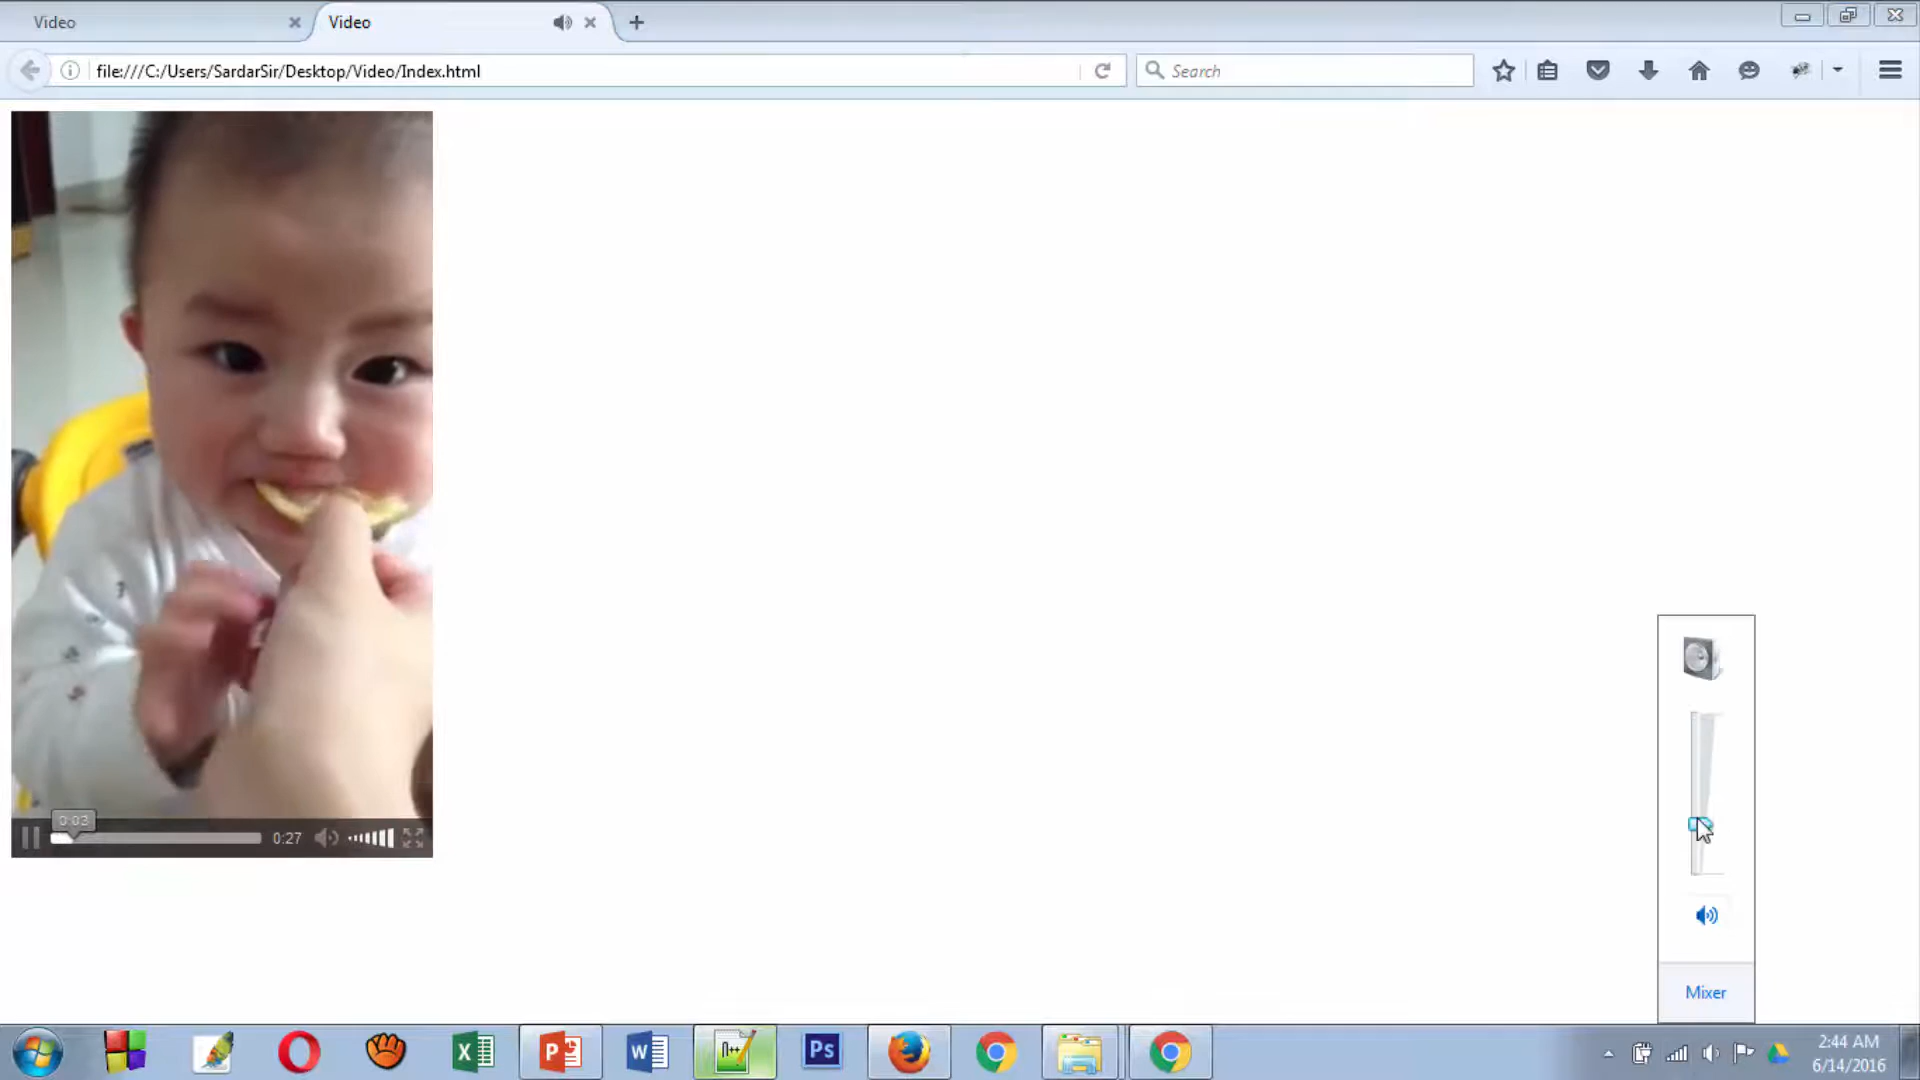 Video
Video
file:///C:/Users/SardarSir/Desktop/Video/Index.html
Search
0:03
0:27
Mixer
n++
Ps
2:44 AM
6/14/2016